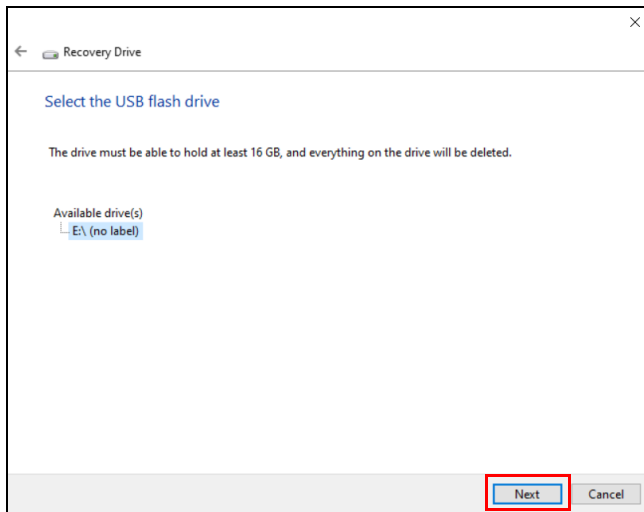 Recovery Drive
Select the USB flash drive
The drive must be able to hold at least 16 GB, and everything on the drive will be deleted.
Available drive(s)
E:\ (no label)
Next Cancel